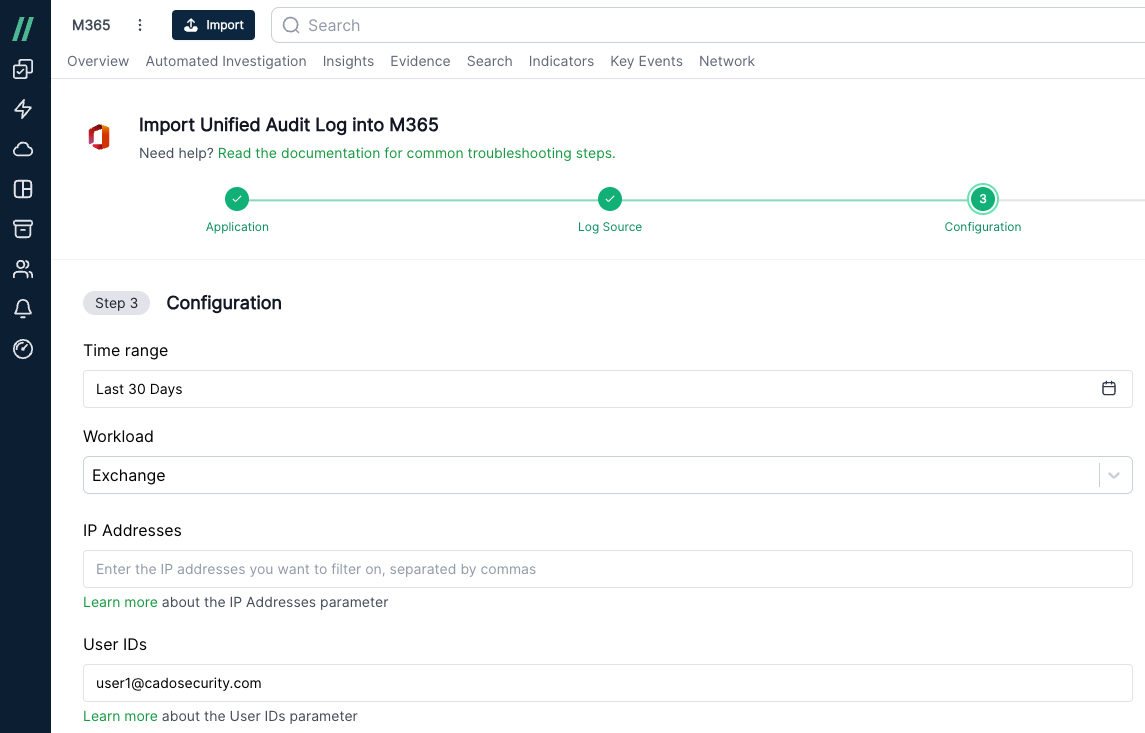 M365
Import
Search
Overview Automated Investigation Insights Evidence Search Indicators Key Events Network
Import Unified Audit Log into M365
Need help? Read the documentation for common troubleshooting steps.
3
Application Log Source Configuration
Step 3 Configuration
Time range
Last 30 Days
Workload
Exchange
IP Addresses
Enter the IP addresses you want to filter on, separated by commas
Learn more about the IP Addresses parameter
User IDs
user1@cadosecurity.com
Learn more about the User IDs parameter